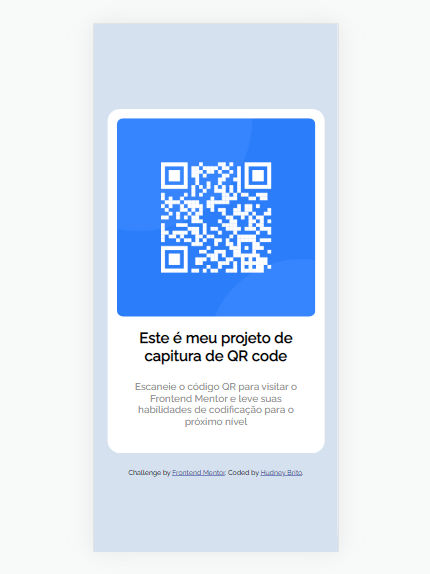 Este é meu projeto de
capitura de QR code
Escaneie o código QR para visitar o
Frontend Mentor e leve suas
habilidades de codificação para o
próximo nível
Challenge by Frontend Mentor. Coded by Hudney Brito.